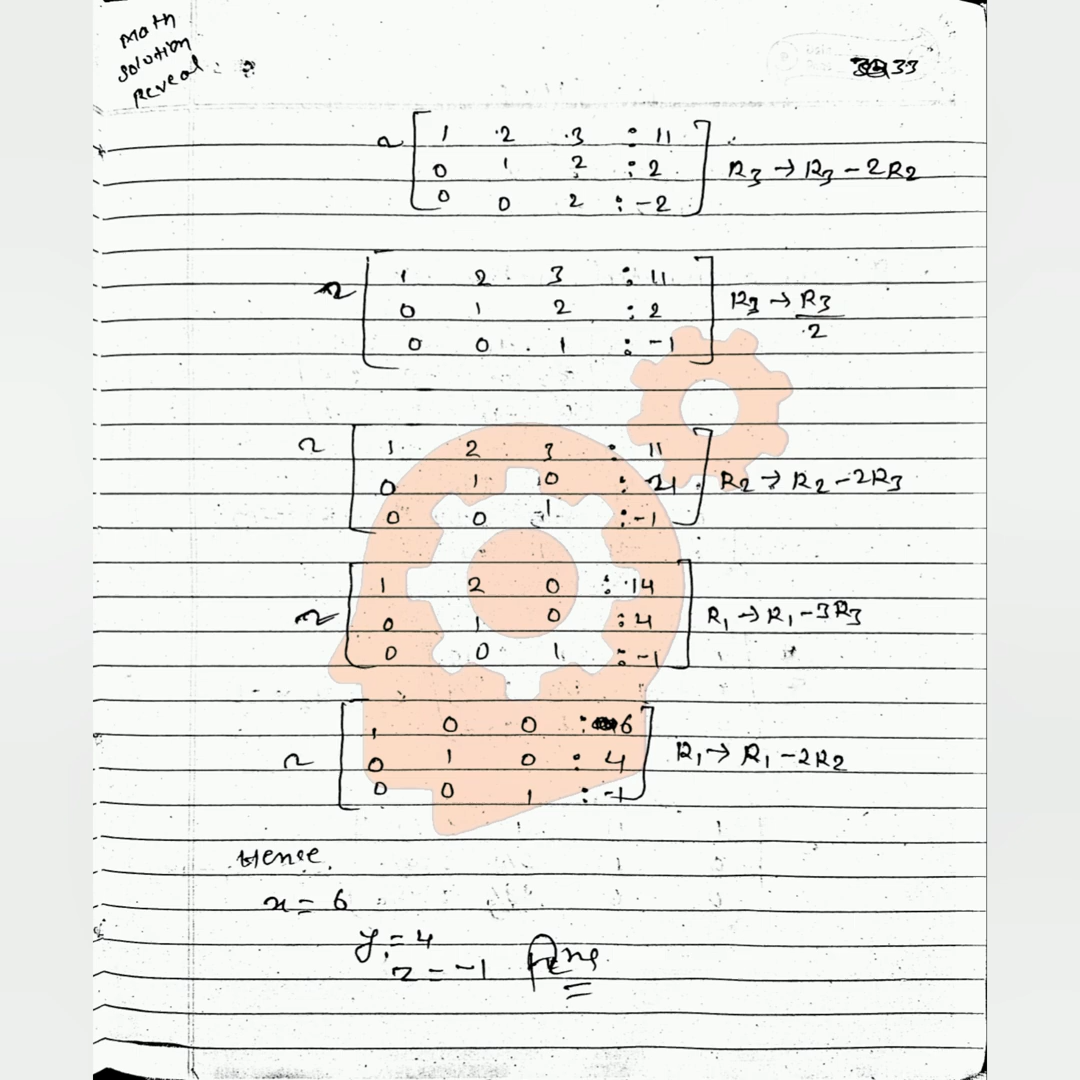 math
solution
reveal
33
~ [ 1 2 3 : 11
0 1 2 : 2
0 0 2 : -2 ] R3 → R3 - 2R2
~ [ 1 2 3 : 11
0 1 2 : 2
0 0 1 : -1 ] R3 → R3/2
~ [ 1 2 3 : 11
0 1 0 : 4
0 0 1 : -1 ] R2 → R2 - 2R3
~ [ 1 2 0 : 14
0 1 0 : 4
0 0 1 : -1 ] R1 → R1 - 3R3
~ [ 1 0 0 : 6
0 1 0 : 4
0 0 1 : -1 ] R1 → R1 - 2R2
Hence
x = 6
y = 4
z = -1 Ans